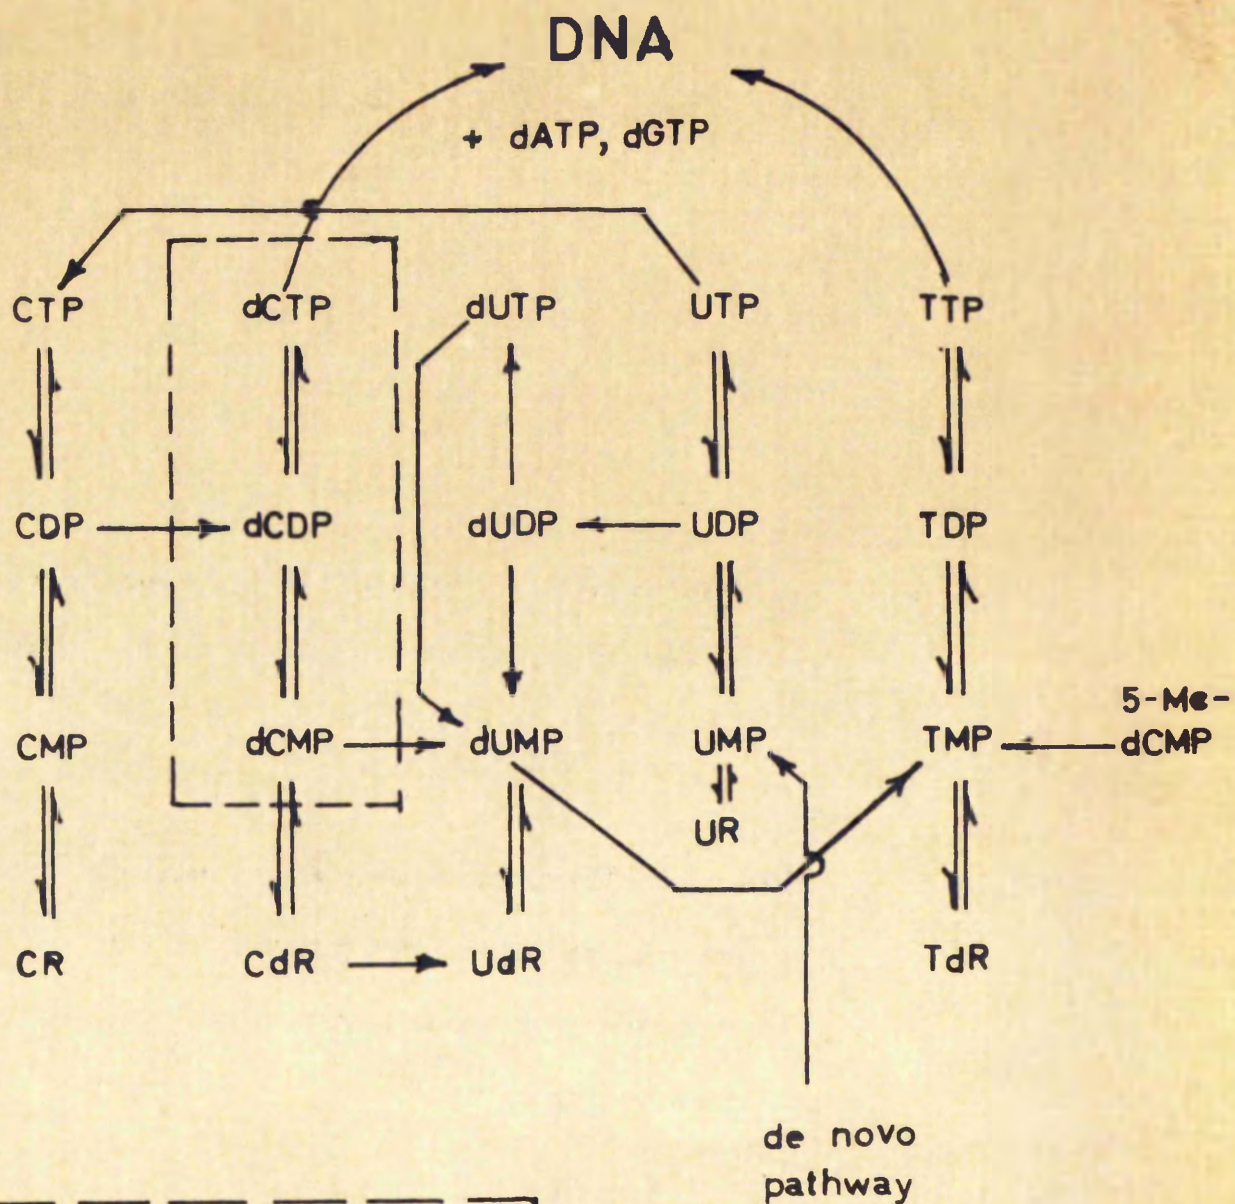 DNA
+ dATP, dGTP
CTP dCTP dUTP UTP TTP
CDP dCDP dUDP UDP TDP
5-Me-
CMP dCMP dUMP UMP TMP dCMP
UR
CR CdR UdR TdR
de novo
pathway